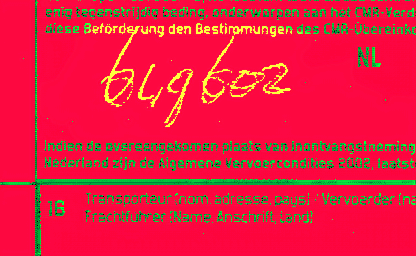 enig tegenstrijdig beding, onderworpen aan het CMR-Verd
diese Beförderung den Bestimmungen des CMR-Übereink
NL
649602
Indien de overeengekomen plaats van inontvangstneming
Nederland zijn de Algemene Vervoercondities 2002, laatst
16 Transporteur (nom, adresse, pays) - Vervoerder (na
Frachtführer (Name, Anschrift, Land)